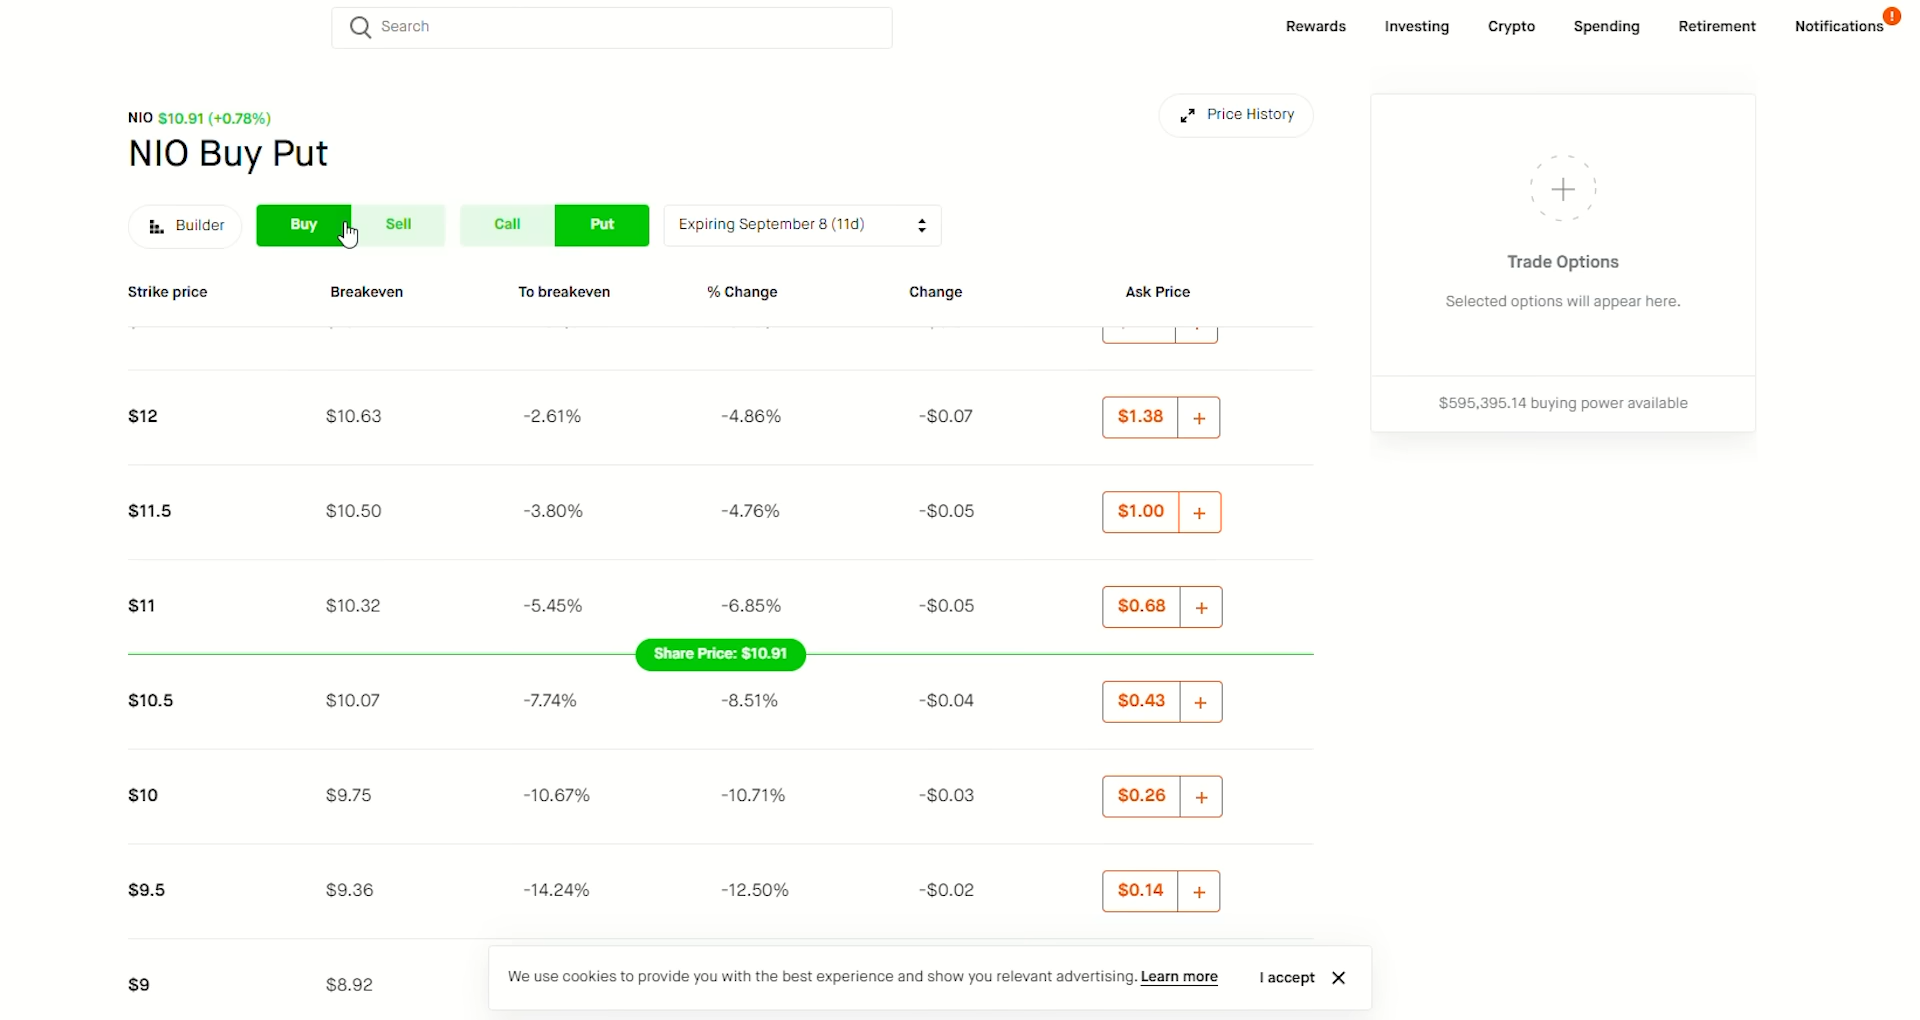 Search
Rewards Investing Crypto Spending Retirement Notifications !
NIO $10.91 (+0.78%)
NIO Buy Put
Price History
Builder Buy Sell Call Put Expiring September 8 (11d)
Strike price Breakeven To breakeven % Change Change Ask Price
$12 $10.63 -2.61% -4.86% -$0.07 $1.38 +
$11.5 $10.50 -3.80% -4.76% -$0.05 $1.00 +
$11 $10.32 -5.45% -6.85% -$0.05 $0.68 +
Share Price: $10.91
$10.5 $10.07 -7.74% -8.51% -$0.04 $0.43 +
$10 $9.75 -10.67% -10.71% -$0.03 $0.26 +
$9.5 $9.36 -14.24% -12.50% -$0.02 $0.14 +
$9 $8.92
Trade Options
Selected options will appear here.
$595,395.14 buying power available
We use cookies to provide you with the best experience and show you relevant advertising. Learn more I accept